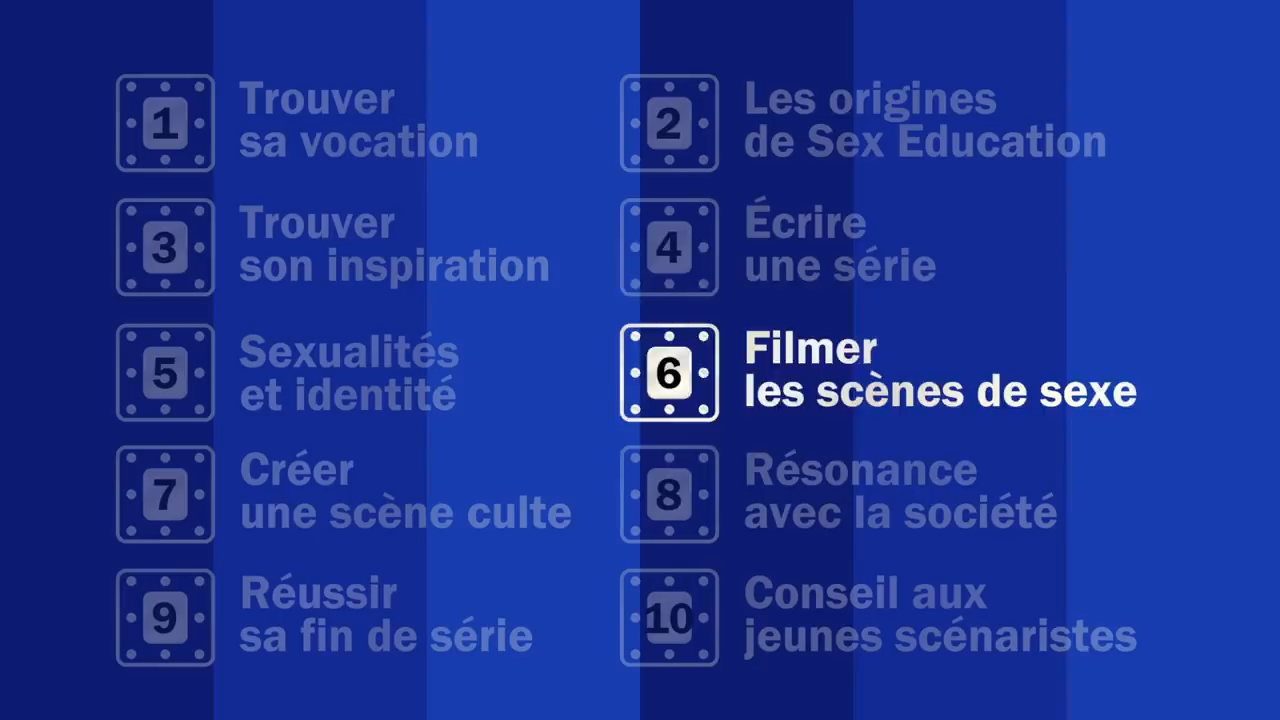 1
Trouver
sa vocation
2
Les origines
de Sex Education
3
Trouver
son inspiration
4
Écrire
une série
5
Sexualités
et identité
6
Filmer
les scènes de sexe
7
Créer
une scène culte
8
Résonance
avec la société
9
Réussir
sa fin de série
10
Conseil aux
jeunes scénaristes